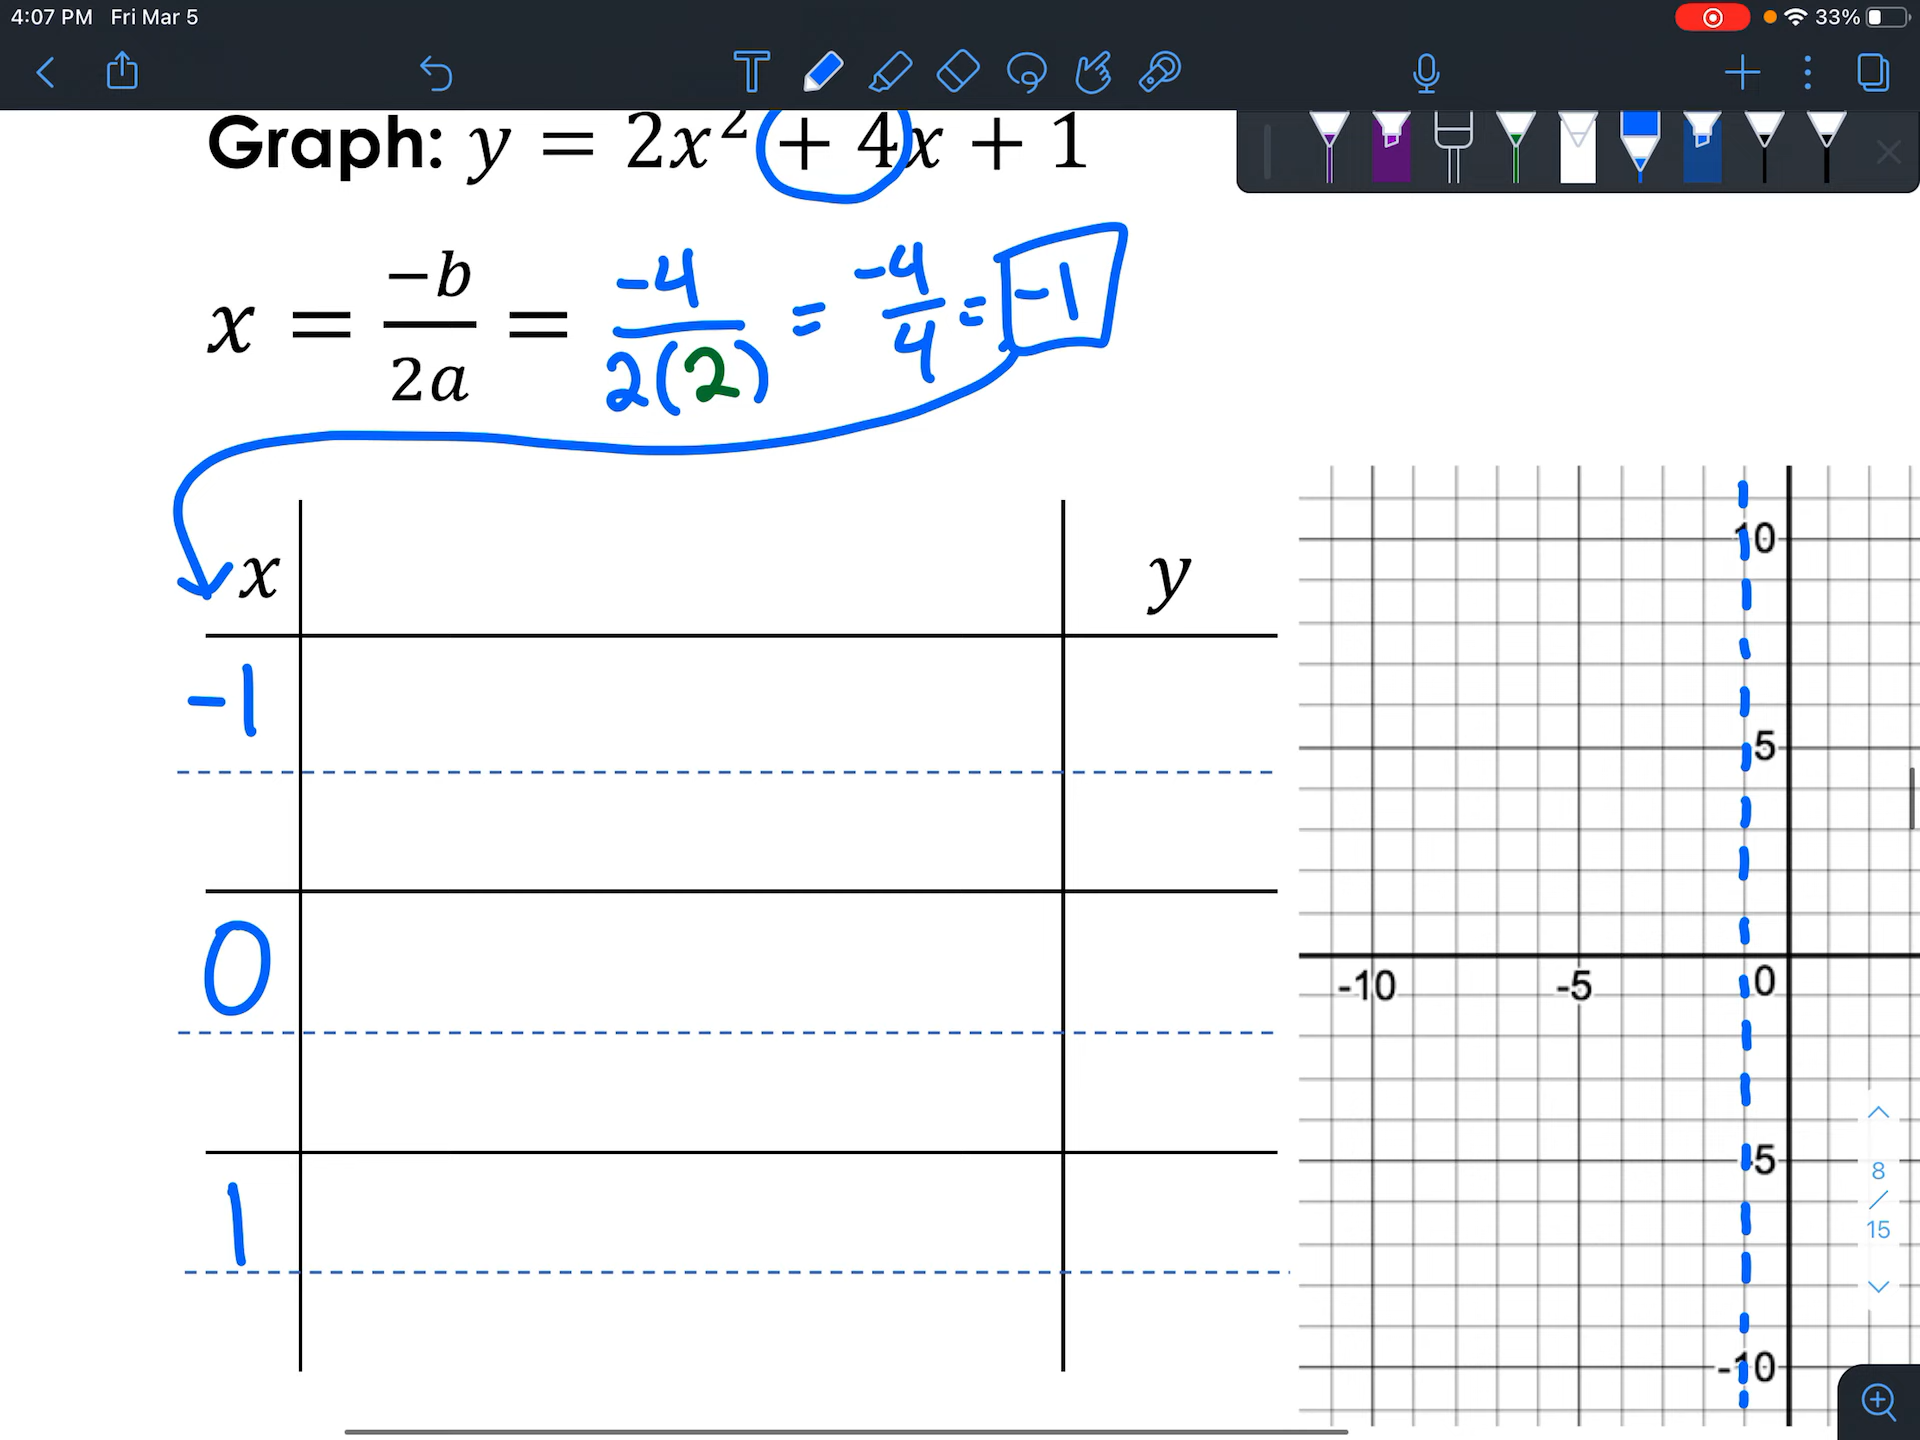 4:07 PM Fri Mar 5
33%
T
Graph: y = 2x² + 4x + 1
x = -b/2a = -4/2(2) = -4/4 = -1
x y
-1
0
1
10
5
-10 -5 0
-5
-10
8
/
15